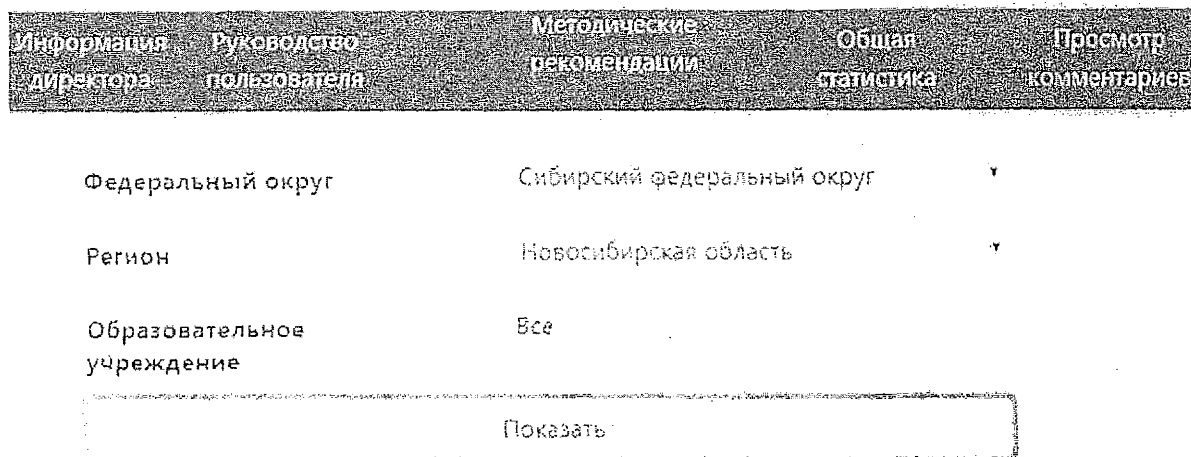 Информация директора
Руководство пользователя
Методические рекомендации
Общая статистика
Просмотр комментариев
Федеральный округ
Сибирский федеральный округ
Регион
Новосибирская область
Образовательное учреждение
Все
Показать